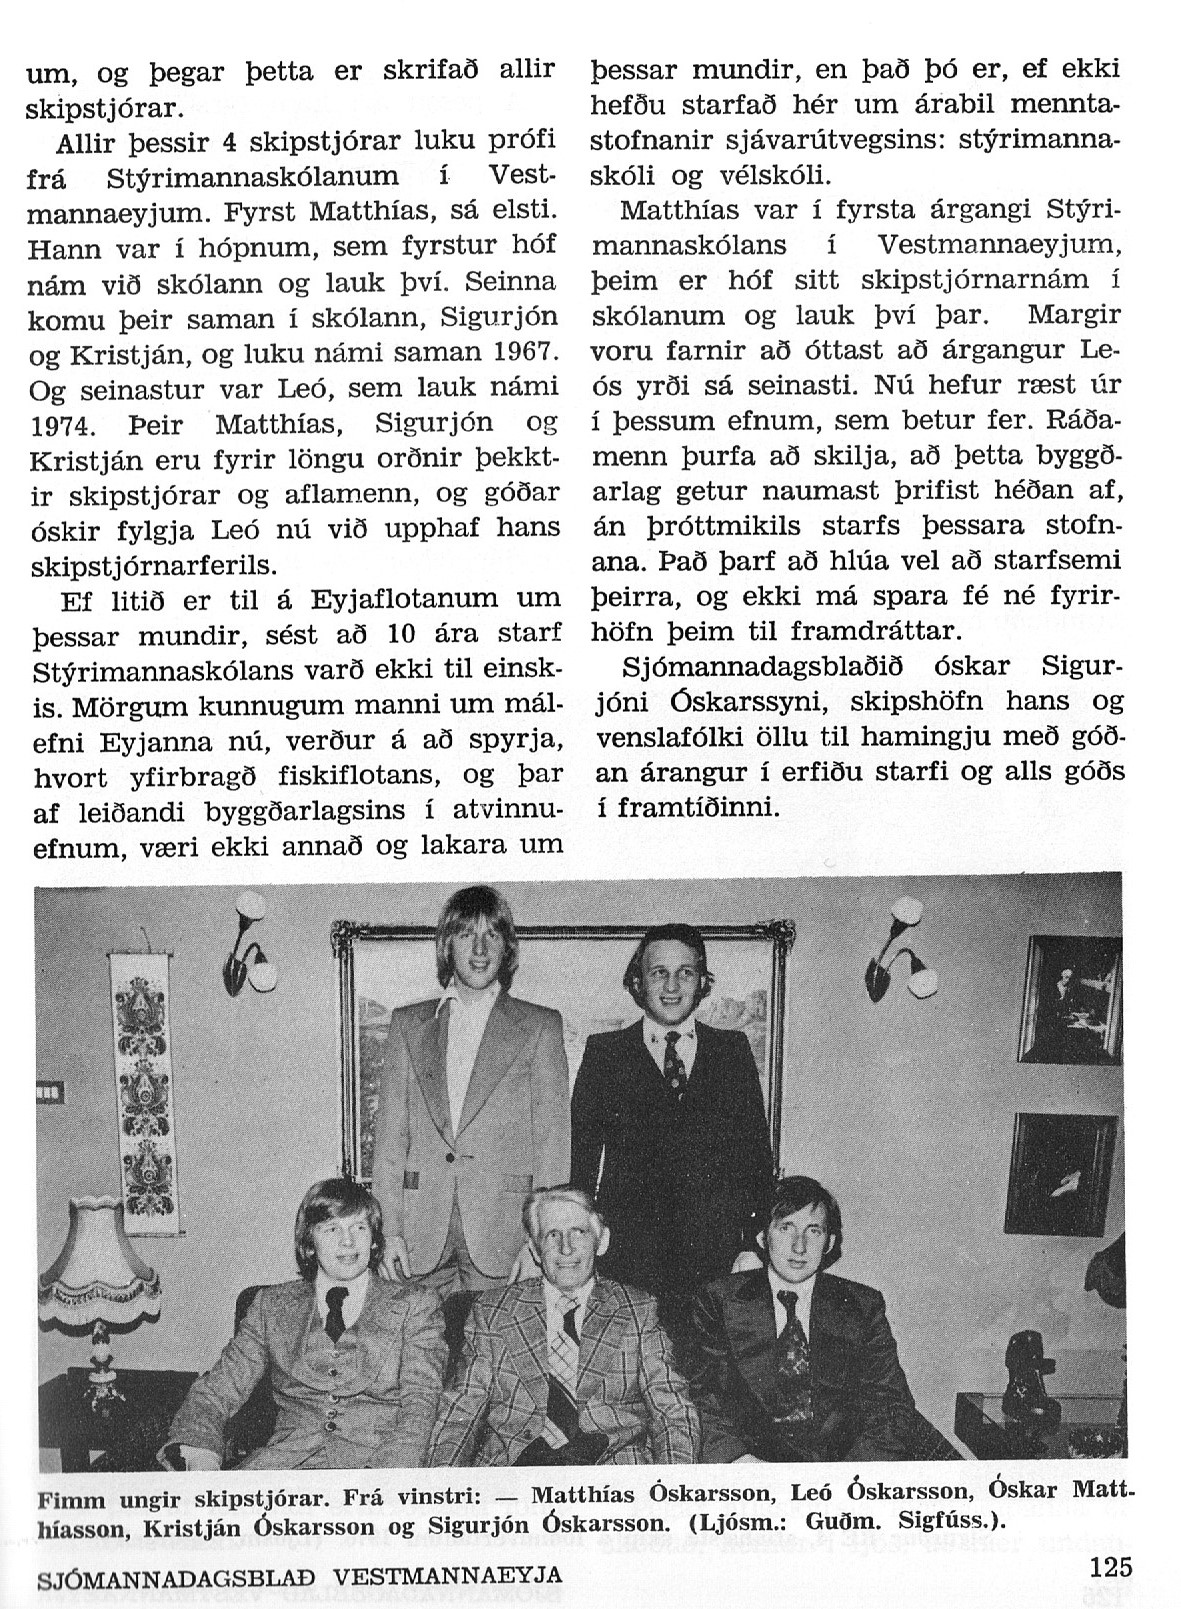 um, og þegar þetta er skrifað allir
skipstjórar.
Allir þessir 4 skipstjórar luku prófi
frá Stýrimannaskólanum í Vest-
mannaeyjum. Fyrst Matthías, sá elsti.
Hann var í hópnum, sem fyrstur hóf
nám við skólann og lauk því. Seinna
komu þeir saman í skólann, Sigurjón
og Kristján, og luku námi saman 1967.
Og seinastur var Leó, sem lauk námi
1974. Þeir Matthías, Sigurjón og
Kristján eru fyrir löngu orðnir þekkt-
ir skipstjórar og aflamenn, og góðar
óskir fylgja Leó nú við upphaf hans
skipstjórnarferils.
Ef litið er til á Eyjaflotanum um
þessar mundir, sést að 10 ára starf
Stýrimannaskólans varð ekki til einsk-
is. Mörgum kunnugum manni um mál-
efni Eyjanna nú, verður á að spyrja,
hvort yfirbragð fiskiflotans, og þar
af leiðandi byggðarlagsins í atvinnu-
efnum, væri ekki annað og lakara um
þessar mundir, en það þó er, ef ekki
hefðu starfað hér um árabil mennta-
stofnanir sjávarútvegsins: stýrimanna-
skóli og vélskóli.
Matthías var í fyrsta árgangi Stýri-
mannaskólans í Vestmannaeyjum,
þeim er hóf sitt skipstjórnarnám í
skólanum og lauk því þar. Margir
voru farnir að óttast að árgangur Le-
ós yrði sá seinasti. Nú hefur ræst úr
í þessum efnum, sem betur fer. Ráða-
menn þurfa að skilja, að þetta byggð-
arlag getur naumast þrifist héðan af,
án þróttmikils starfs þessara stofn-
ana. Það þarf að hlúa vel að starfsemi
þeirra, og ekki má spara fé né fyrir-
höfn þeim til framdráttar.
Sjómannadagsblaðið óskar Sigur-
jóni Óskarssyni, skipshöfn hans og
venslafólki öllu til hamingju með góð-
an árangur í erfiðu starfi og alls góðs
í framtíðinni.
Fimm ungir skipstjórar. Frá vinstri: — Matthías Óskarsson, Leó Óskarsson, Óskar Matt-
híasson, Kristján Óskarsson og Sigurjón Óskarsson. (Ljósm.: Guðm. Sigfúss.).
SJÓMANNADAGSBLAÐ VESTMANNAEYJA
125